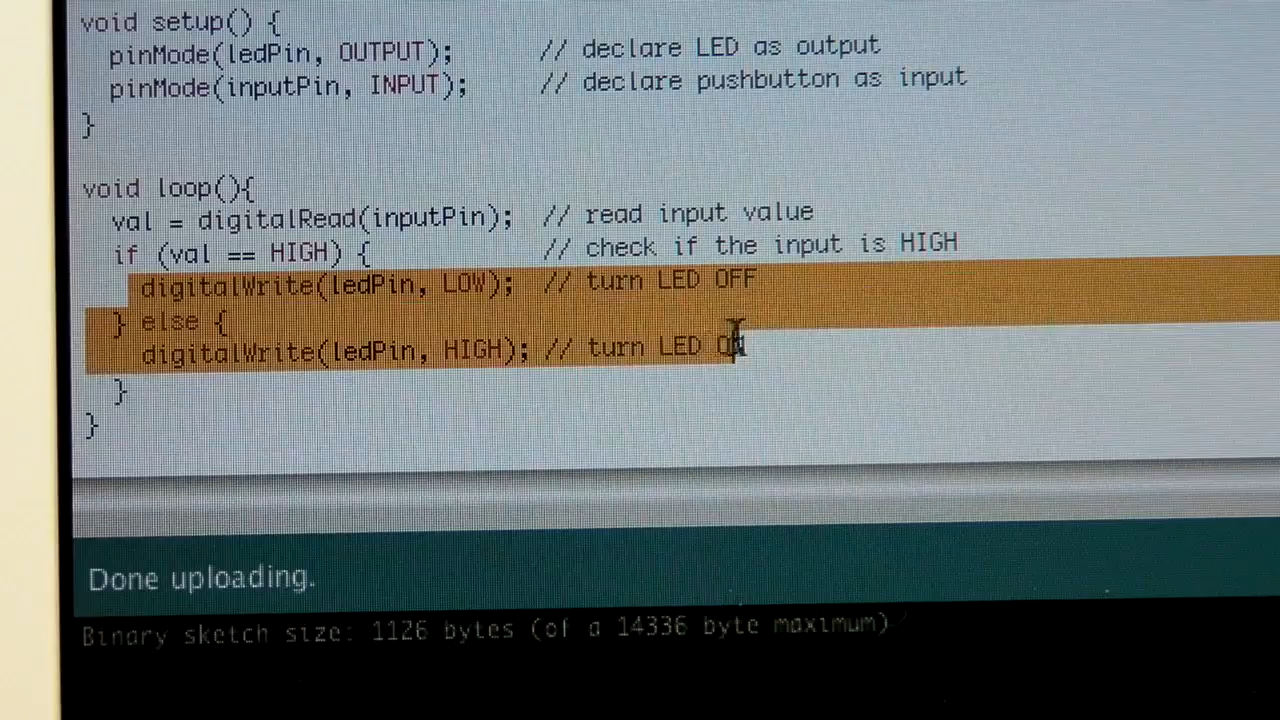 void setup() {
pinMode(ledPin, OUTPUT); // declare LED as output
pinMode(inputPin, INPUT); // declare pushbutton as input
}
void loop(){
val = digitalRead(inputPin); // read input value
if (val == HIGH) { // check if the input is HIGH
digitalWrite(ledPin, LOW); // turn LED OFF
} else {
digitalWrite(ledPin, HIGH); // turn LED ON
}
}
Done uploading.
Binary sketch size: 1126 bytes (of a 14336 byte maximum)